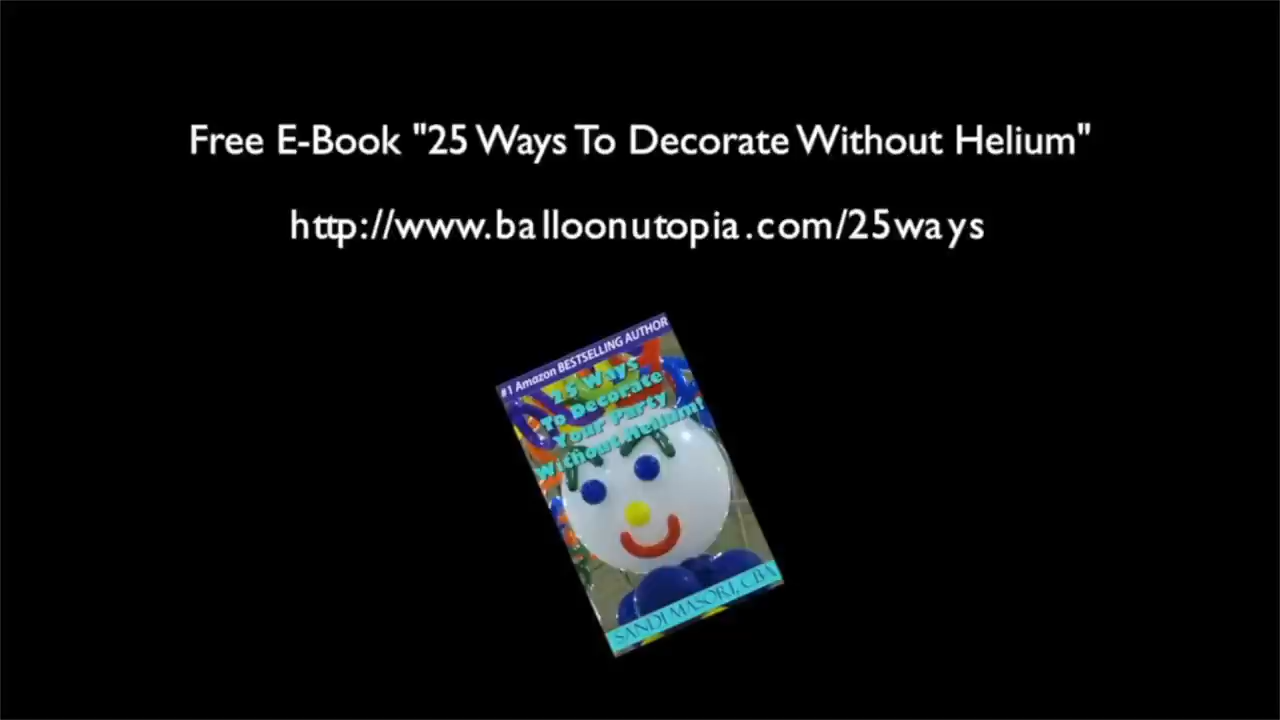 Free E-Book "25 Ways To Decorate Without Helium"
http://www.balloonutopia.com/25ways
#1 Amazon BESTSELLING AUTHOR
25 Ways
To Decorate
Your Party
Without Helium!
SANDI MASORI, CBA